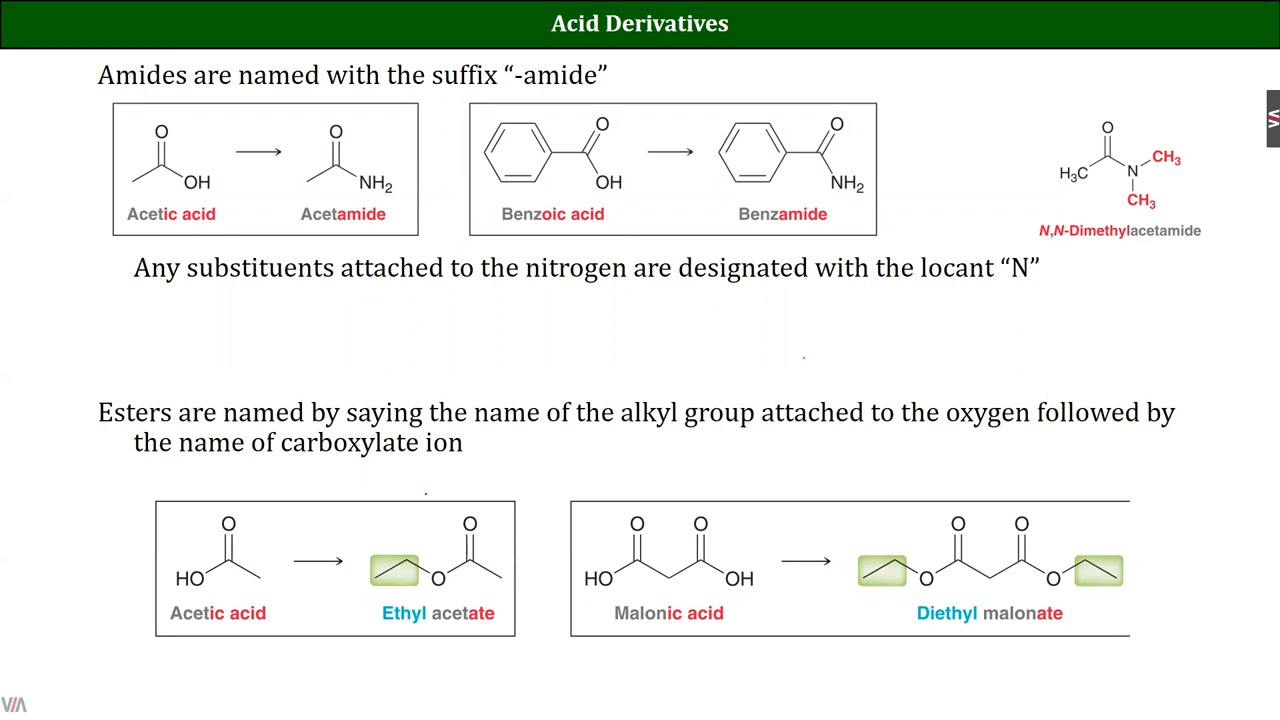 Acid Derivatives
Amides are named with the suffix “-amide”
O
OH
Acetic acid
O
NH₂
Acetamide
O
OH
Benzoic acid
O
NH₂
Benzamide
O
H₃C
N
CH₃
CH₃
N,N-Dimethylacetamide
Any substituents attached to the nitrogen are designated with the locant “N”
Esters are named by saying the name of the alkyl group attached to the oxygen followed by
the name of carboxylate ion
O
HO
Acetic acid
O
O
Ethyl acetate
O O
HO OH
Malonic acid
O O
O O
Diethyl malonate
VIA